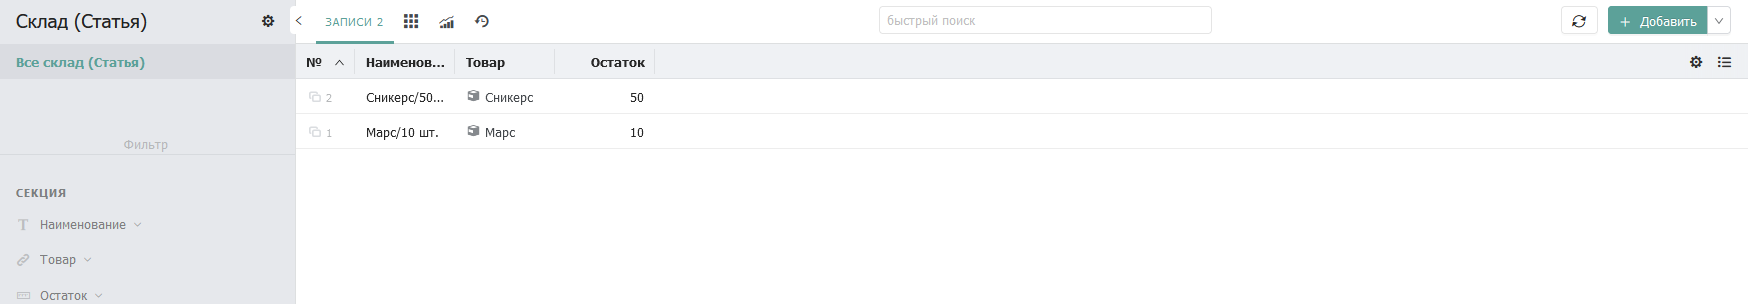 Склад (Статья)
Все склад (Статья)
Фильтр
СЕКЦИЯ
Наименование
Товар
Остаток
ЗАПИСИ 2
быстрый поиск
+ Добавить
№ Наименов... Товар Остаток
2 Сникерс/50... Сникерс 50
1 Марс/10 шт. Марс 10